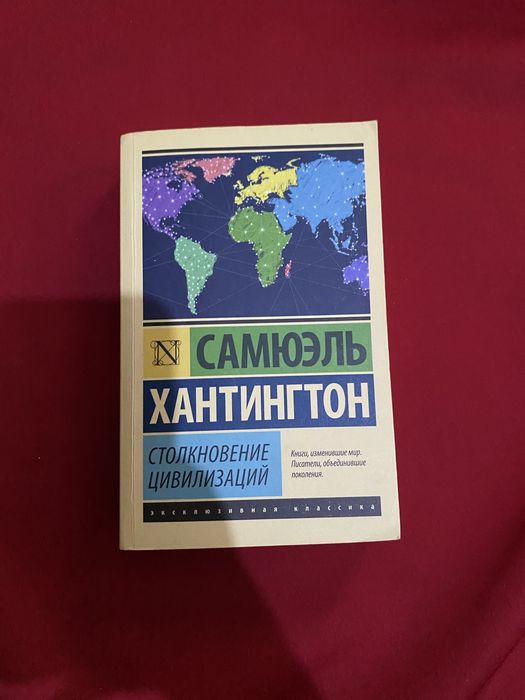 N
САМЮЭЛЬ
ХАНТИНГТОН
СТОЛКНОВЕНИЕ
ЦИВИЛИЗАЦИЙ
Книги, изменившие мир.
Писатели, объединившие
поколения.
эксклюзивная классика